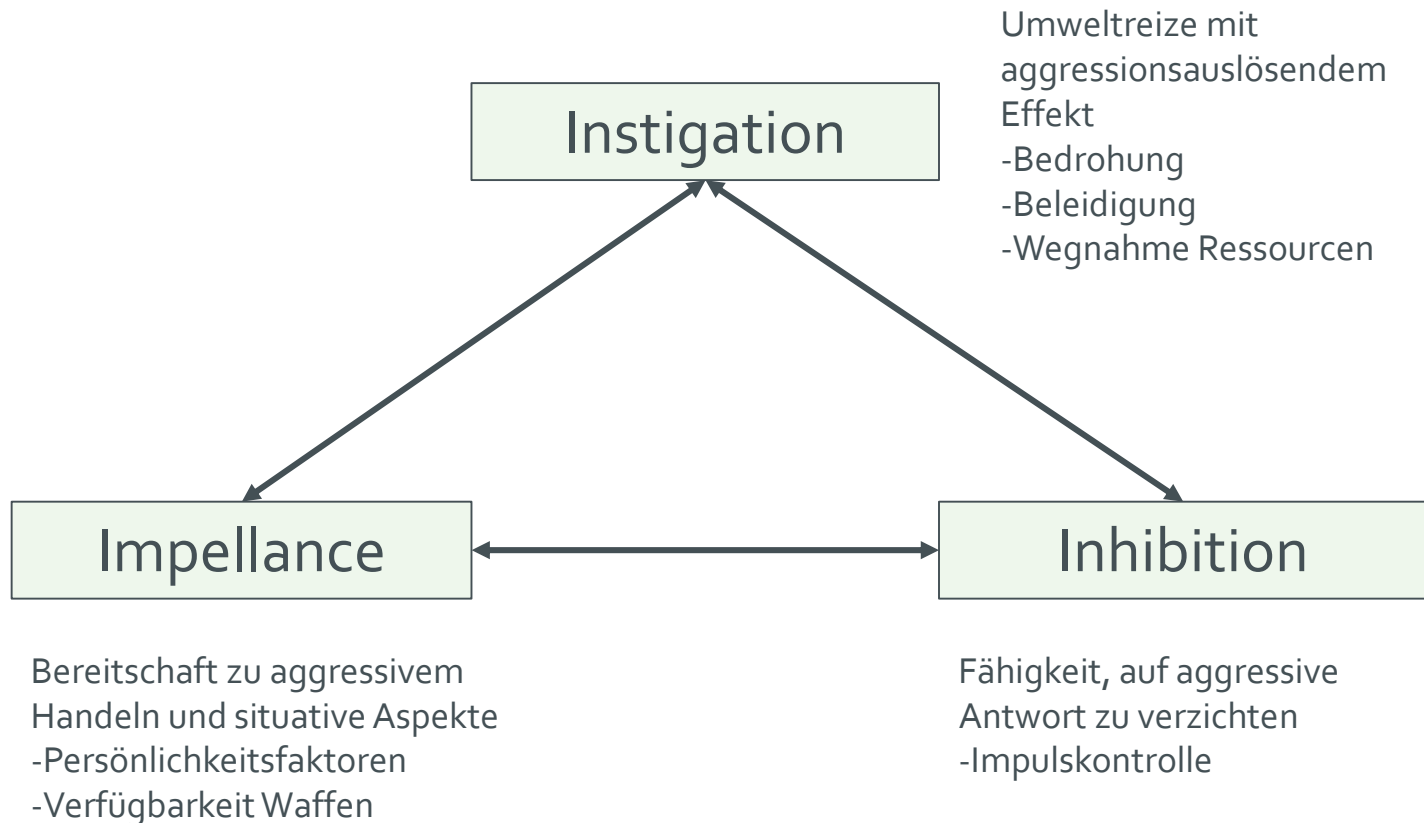 Umweltreize mit
aggressionsauslösendem
Effekt
-Bedrohung
-Beleidigung
-Wegnahme Ressourcen
Instigation
Impellance
Inhibition
Bereitschaft zu aggressivem
Handeln und situative Aspekte
-Persönlichkeitsfaktoren
-Verfügbarkeit Waffen
Fähigkeit, auf aggressive
Antwort zu verzichten
-Impulskontrolle